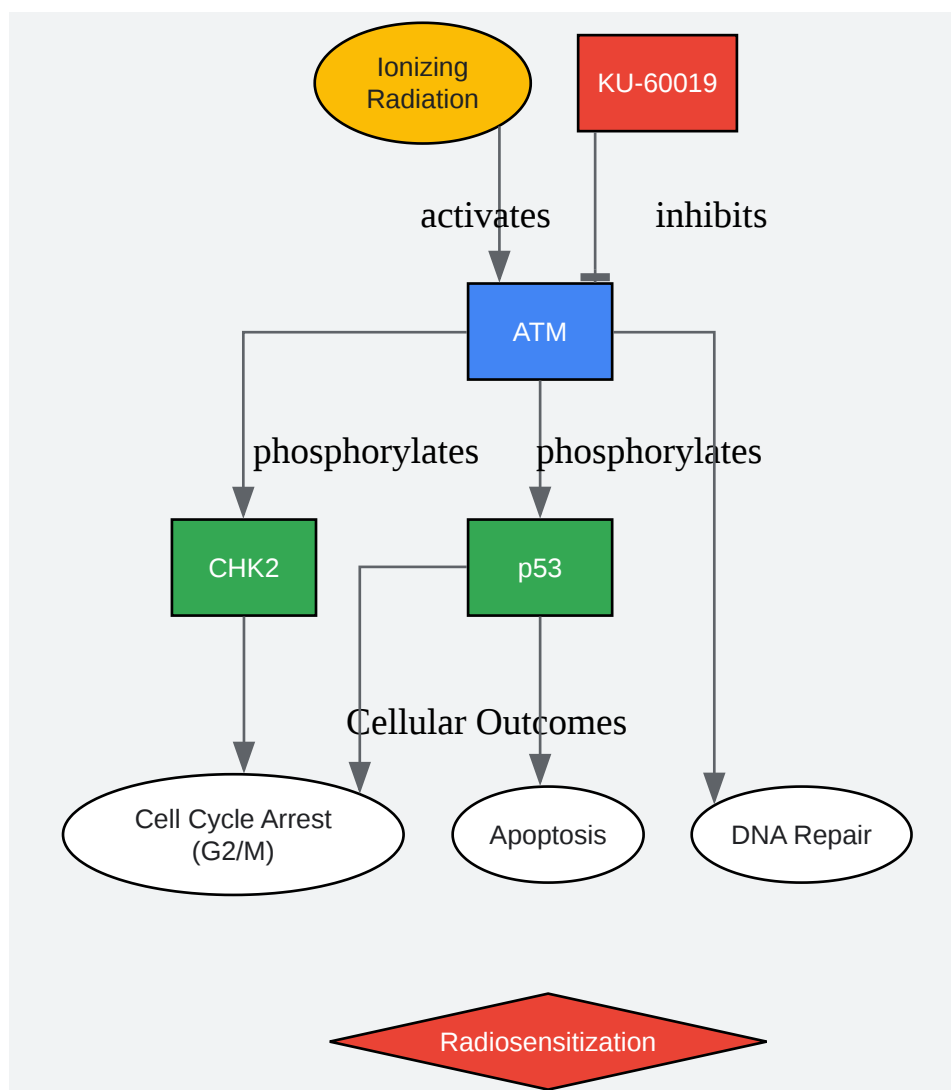 Ionizing
Radiation
KU-60019
activates
inhibits
ATM
phosphorylates
phosphorylates
CHK2
p53
Cellular Outcomes
Cell Cycle Arrest
(G2/M)
Apoptosis
DNA Repair
Radiosensitization